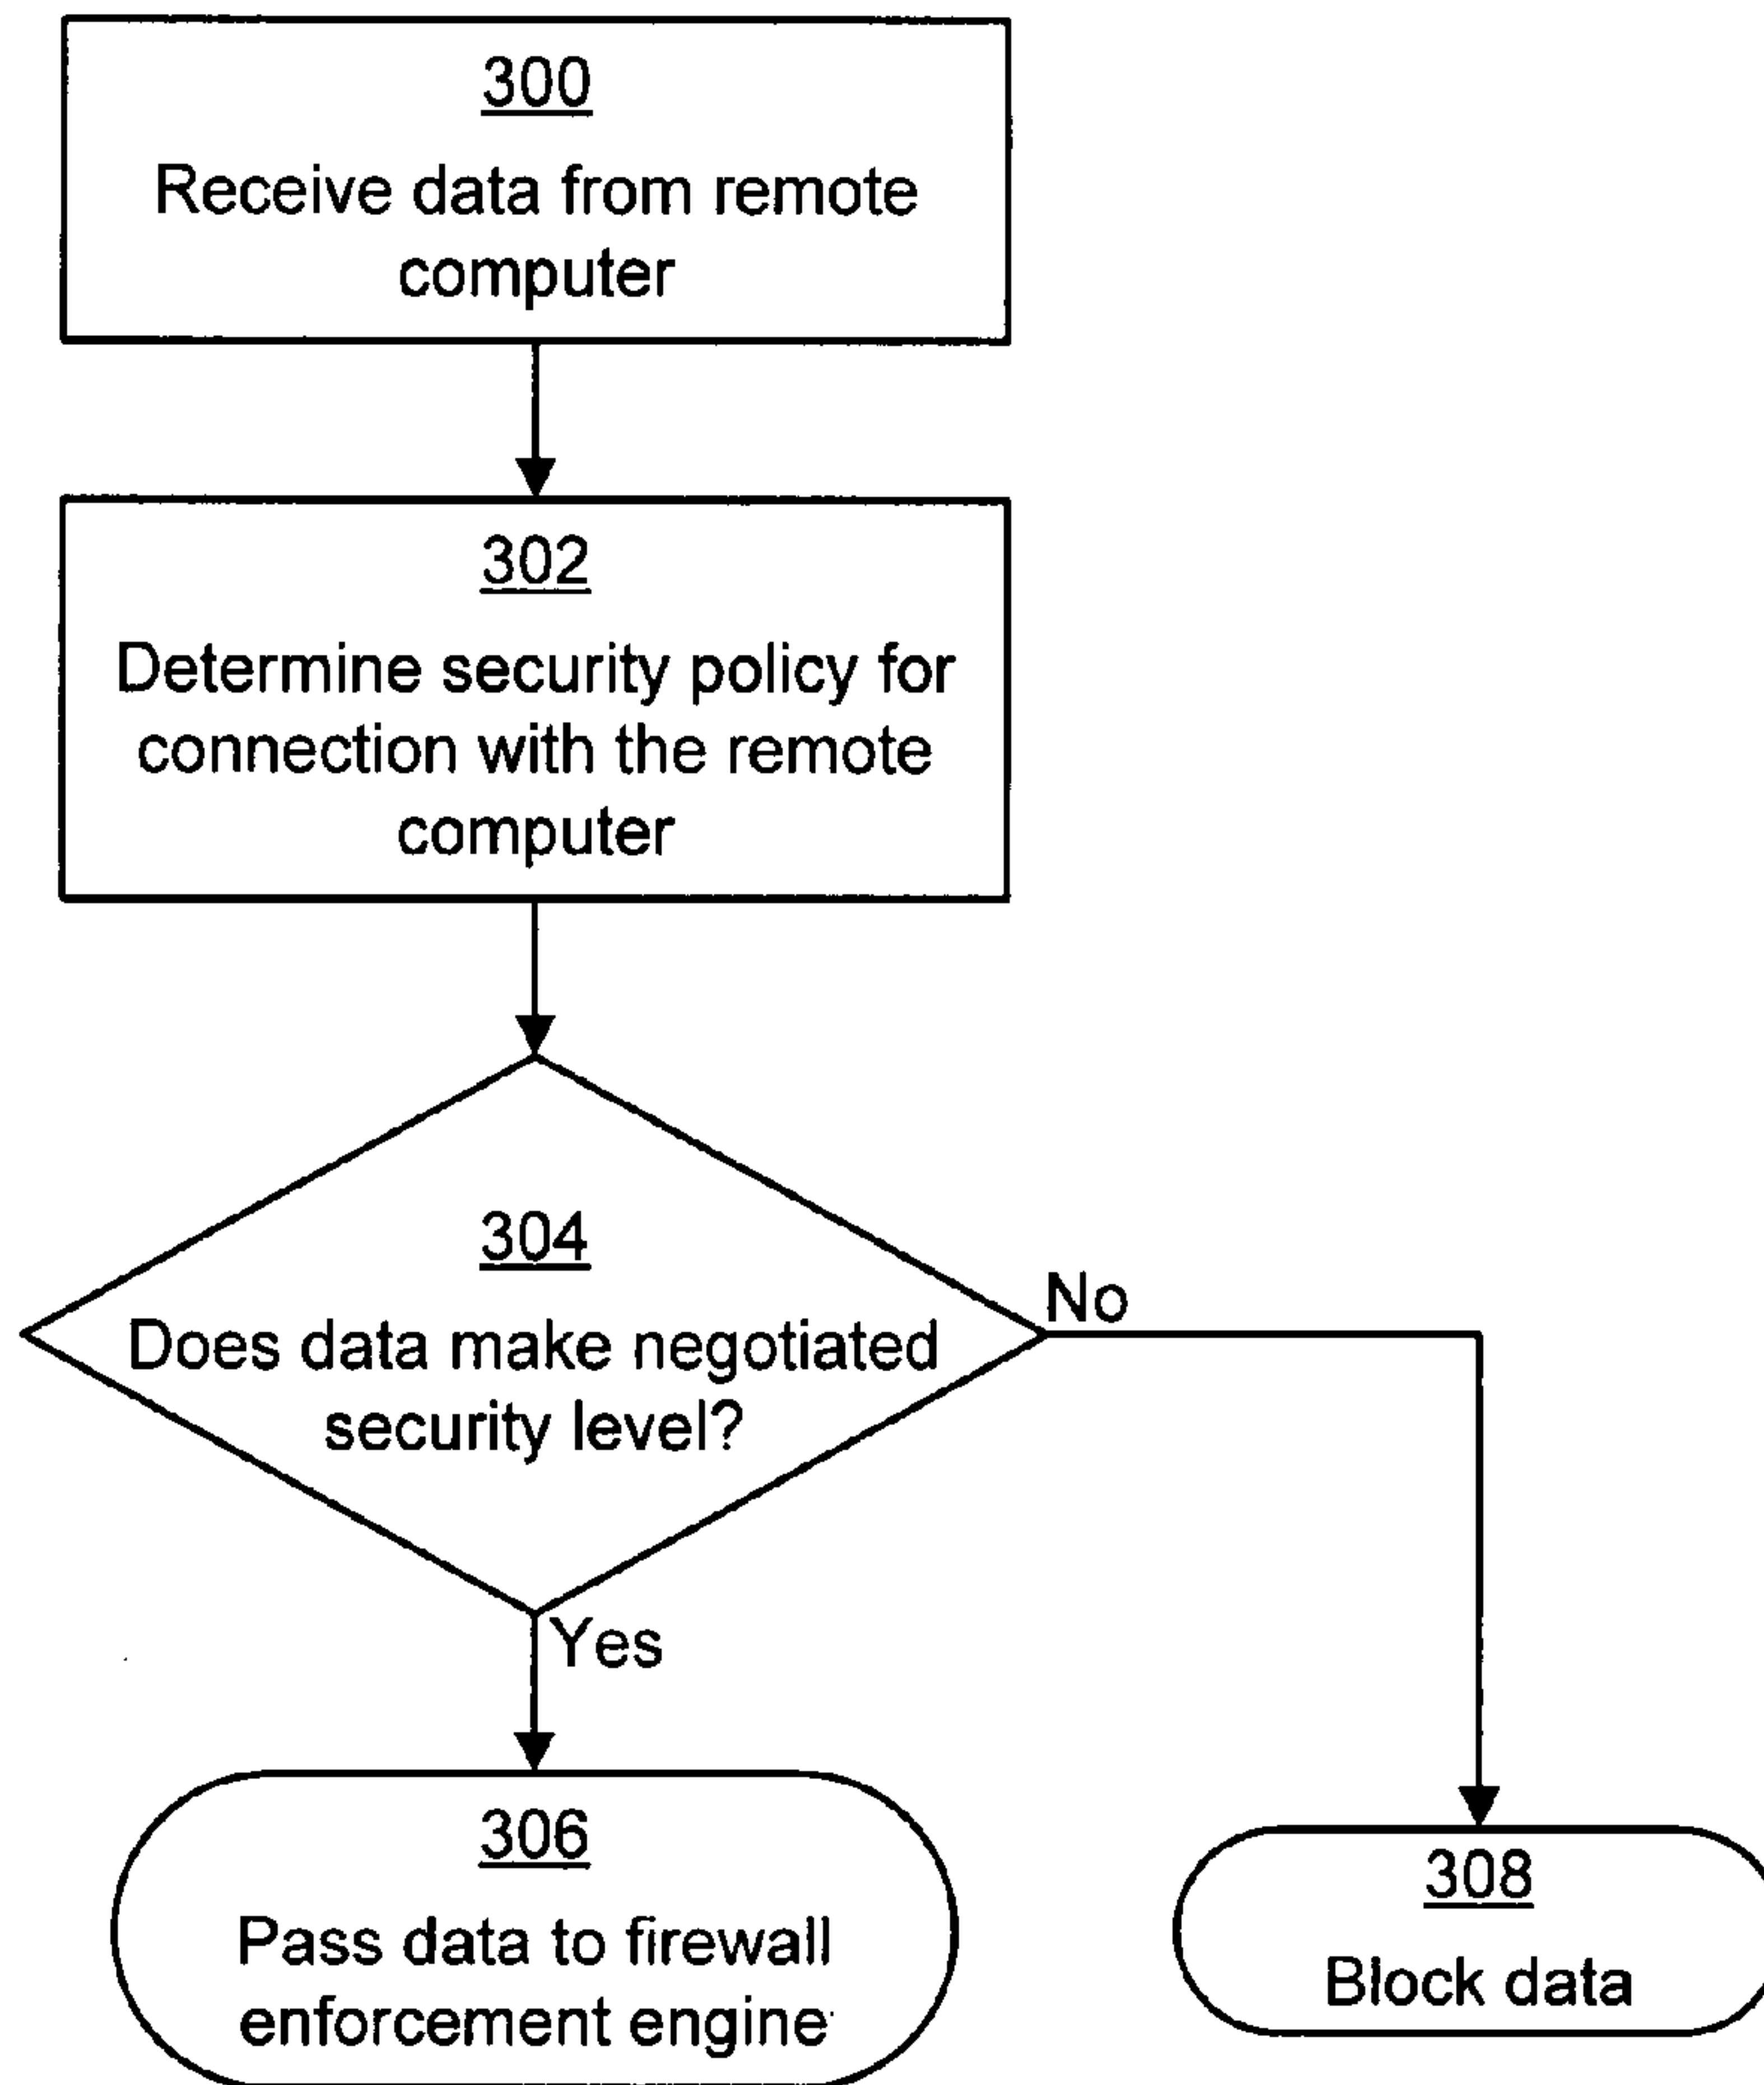 300
Receive data from remote
computer
302
Determine security policy for
connection with the remote
computer
304
Does data make negotiated
security level?
No
Yes
306
Pass data to firewall
enforcement engine
308
Block data